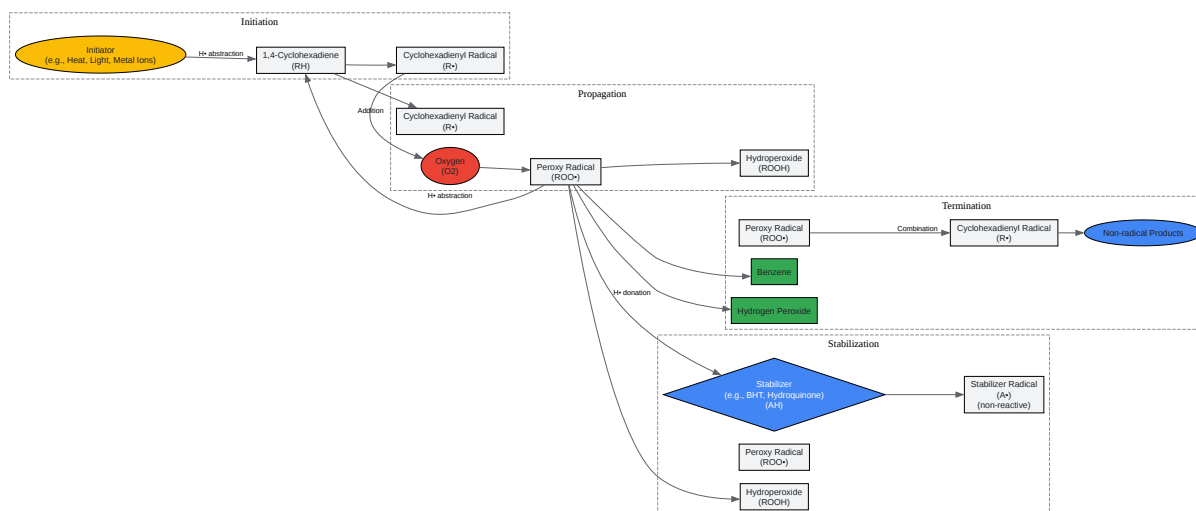 Initiation
Initiator
(e.g., Heat, Light, Metal Ions)
H• abstraction
1,4-Cyclohexadiene
(RH)
Cyclohexadienyl Radical
(R•)
Propagation
Addition
Cyclohexadienyl Radical
(R•)
Oxygen
(O2)
Peroxy Radical
(ROO•)
Hydroperoxide
(ROOH)
H• abstraction
Termination
Peroxy Radical
(ROO•)
Combination
Cyclohexadienyl Radical
(R•)
Non-radical Products
Benzene
H• donation
Hydrogen Peroxide
Stabilization
Stabilizer
(e.g., BHT, Hydroquinone)
(AH)
Stabilizer Radical
(A•)
(non-reactive)
Peroxy Radical
(ROO•)
Hydroperoxide
(ROOH)